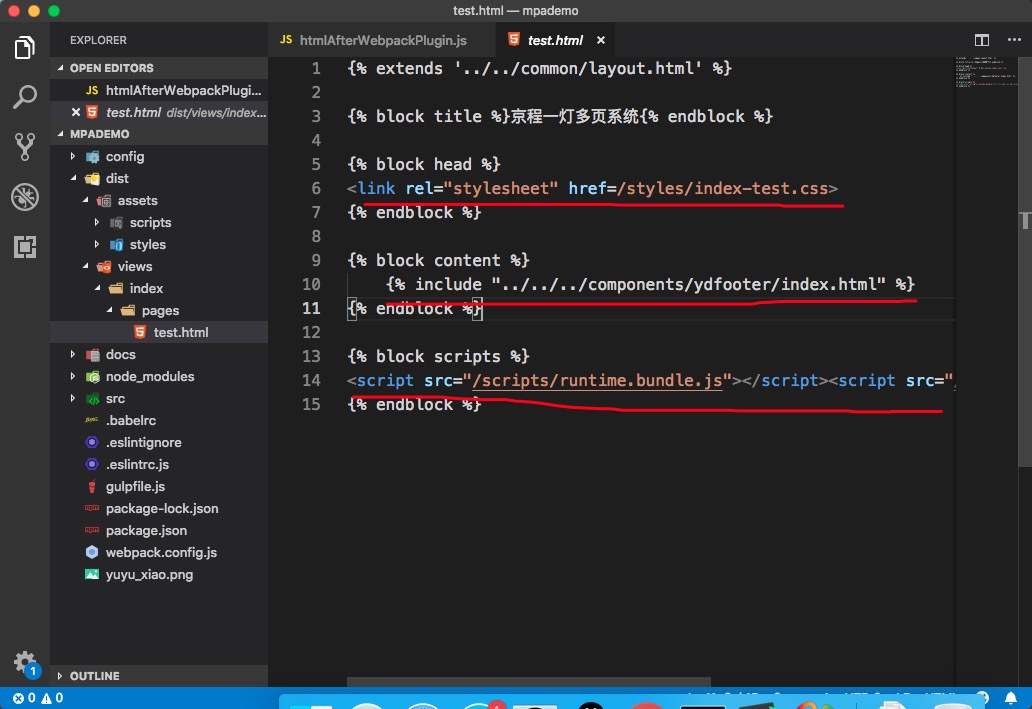 test.html — mpademo
EXPLORER
OPEN EDITORS
JS htmlAfterWebpackPlugi...
test.html dist/views/index...
MPADEMO
config
dist
assets
scripts
styles
views
index
pages
test.html
docs
node_modules
src
.babelrc
.eslintignore
.eslintrc.js
gulpfile.js
package-lock.json
package.json
webpack.config.js
yuyu_xiao.png
OUTLINE
JS htmlAfterWebpackPlugin.js
test.html
1 {% extends '../../common/layout.html' %}
2
3 {% block title %}京程一灯多页系统{% endblock %}
4
5 {% block head %}
6 <link rel="stylesheet" href=/styles/index-test.css>
7 {% endblock %}
8
9 {% block content %}
10 {% include "../../../components/ydfooter/index.html" %}
11 {% endblock %}
12
13 {% block scripts %}
14 <script src="/scripts/runtime.bundle.js"></script><script src="
15 {% endblock %}
1
0 0